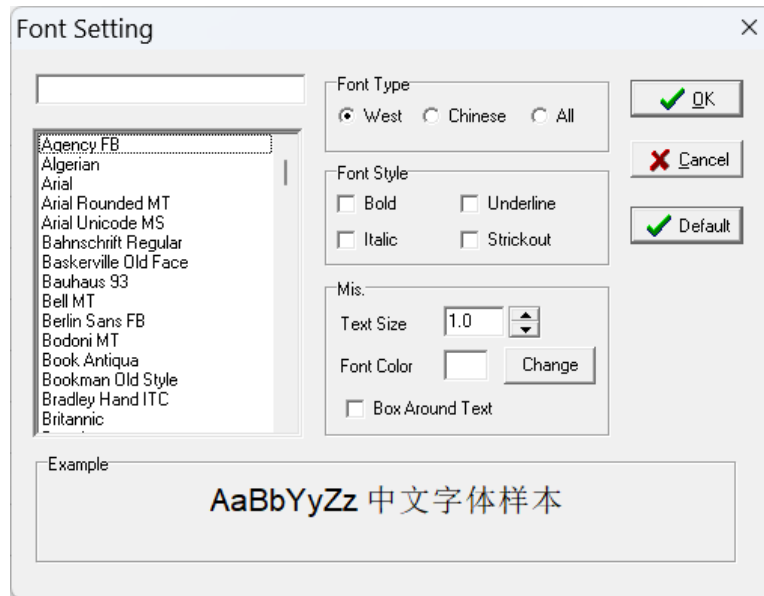 Font Setting
Font Type
West Chinese All
OK
Agency FB
Algerian
Arial
Arial Rounded MT
Arial Unicode MS
Bahnschrift Regular
Baskerville Old Face
Bauhaus 93
Bell MT
Berlin Sans FB
Bodoni MT
Book Antiqua
Bookman Old Style
Bradley Hand ITC
Britannic
Font Style
Bold Underline
Italic Strickout
Cancel
Default
Mis.
Text Size 1.0
Font Color Change
Box Around Text
Example
AaBbYyZz 中文字体样本